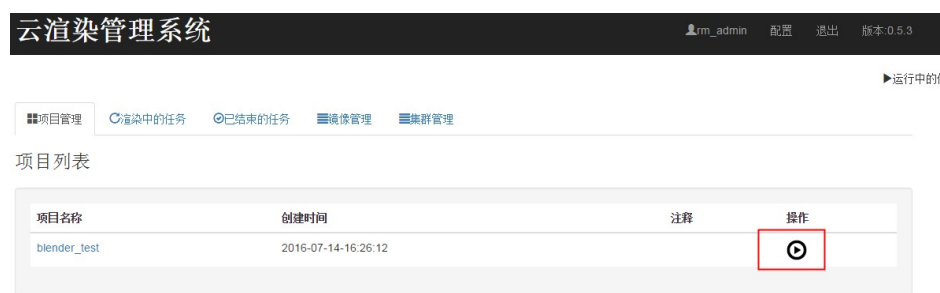 云渲染管理系统
rm_admin 配置 退出 版本:0.5.3
运行中的
项目管理 渲染中的任务 已结束的任务 镜像管理 集群管理
项目列表
项目名称 创建时间 注释 操作
blender_test 2016-07-14-16:26:12